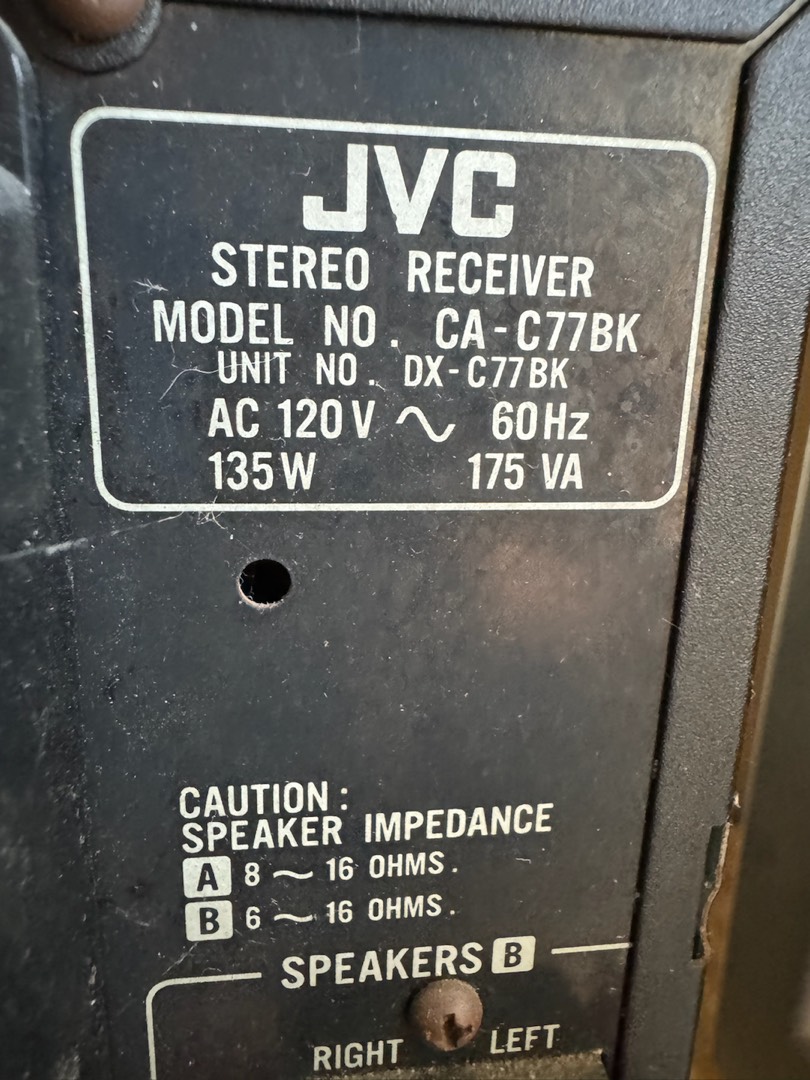 JVC
STEREO RECEIVER
MODEL NO. CA-C77BK
UNIT NO. DX-C77BK
AC 120V ~ 60Hz
135W 175 VA
CAUTION:
SPEAKER IMPEDANCE
A 8 ~ 16 OHMS.
B 6 ~ 16 OHMS.
SPEAKERS B
RIGHT LEFT